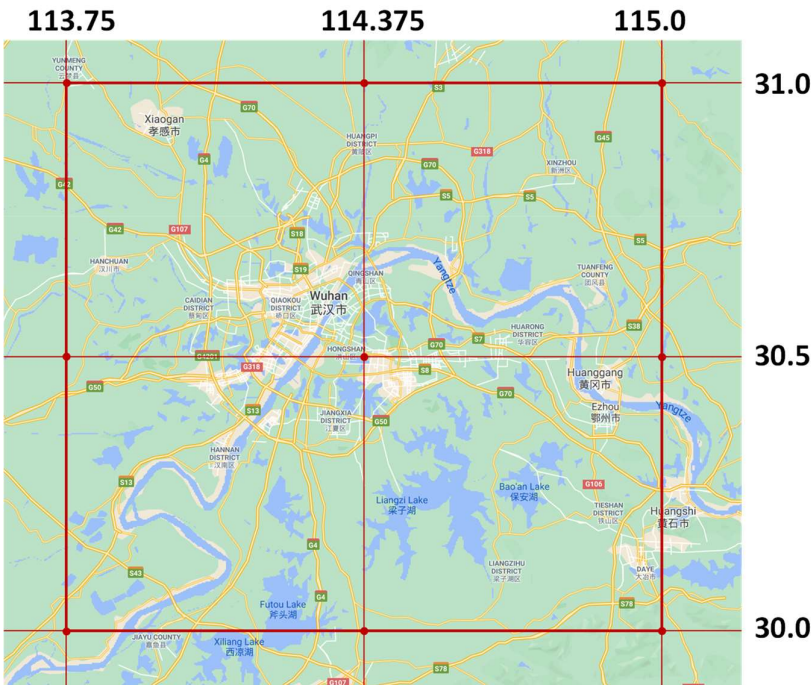 113.75
114.375
115.0
YUNMENG
COUNTY
云梦县
31.0
S3
Xiaogan
孝感市
G70
HUANGPI
DISTRICT
黄陂区
G318
G45
G4
G70
XINZHOU
新洲区
G42
S5
S5
G42
G107
S18
S5
HANCHUAN
汉川市
S19
QINGSHAN
青山区
Yangtze
TUANFENG
COUNTY
团风县
CAIDIAN
DISTRICT
蔡甸区
QIAOKOU
DISTRICT
硚口区
Wuhan
武汉市
HUARONG
DISTRICT
华容区
S38
S7
G70
HONGSHAN
洪山区
G4201
30.5
G318
S8
Huanggang
黄冈市
G50
G70
S13
JIANGXIA
DISTRICT
江夏区
G50
Ezhou
鄂州市
Yangtze
HANNAN
DISTRICT
汉南区
S13
Liangzi Lake
梁子湖
Bao'an Lake
保安湖
G106
TIESHAN
DISTRICT
铁山区
Huangshi
黄石市
G4
LIANGZIHU
DISTRICT
梁子湖区
DAYE
大冶市
S43
Futou Lake
斧头湖
G4
S78
30.0
JIAYU COUNTY
嘉鱼县
Xiliang Lake
西凉湖
S78
G107